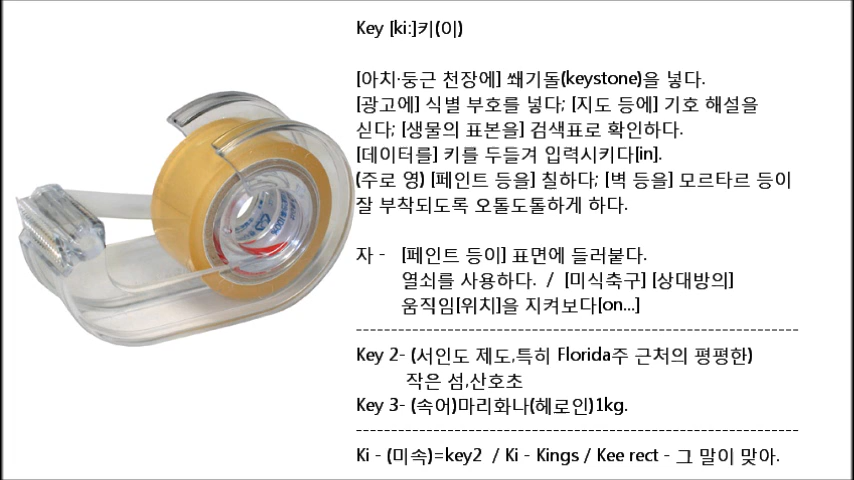 Key [ki:]키(이)
[아치·둥근 천장에] 쐐기돌(keystone)을 넣다.
[광고에] 식별 부호를 넣다; [지도 등에] 기호 해설을
싣다; [생물의 표본을] 검색표로 확인하다.
[데이터를] 키를 두들겨 입력시키다[in].
(주로 영) [페인트 등을] 칠하다; [벽 등을] 모르타르 등이
잘 부착되도록 오톨도톨하게 하다.
자 - [페인트 등이] 표면에 들러붙다.
열쇠를 사용하다. / [미식축구] [상대방의]
움직임[위치]을 지켜보다[on...]
Key 2- (서인도 제도,특히 Florida주 근처의 평평한)
작은 섬,산호초
Key 3- (속어)마리화나(헤로인)1kg.
Ki - (미속)=key2 / Ki - Kings / Kee rect - 그 말이 맞아.